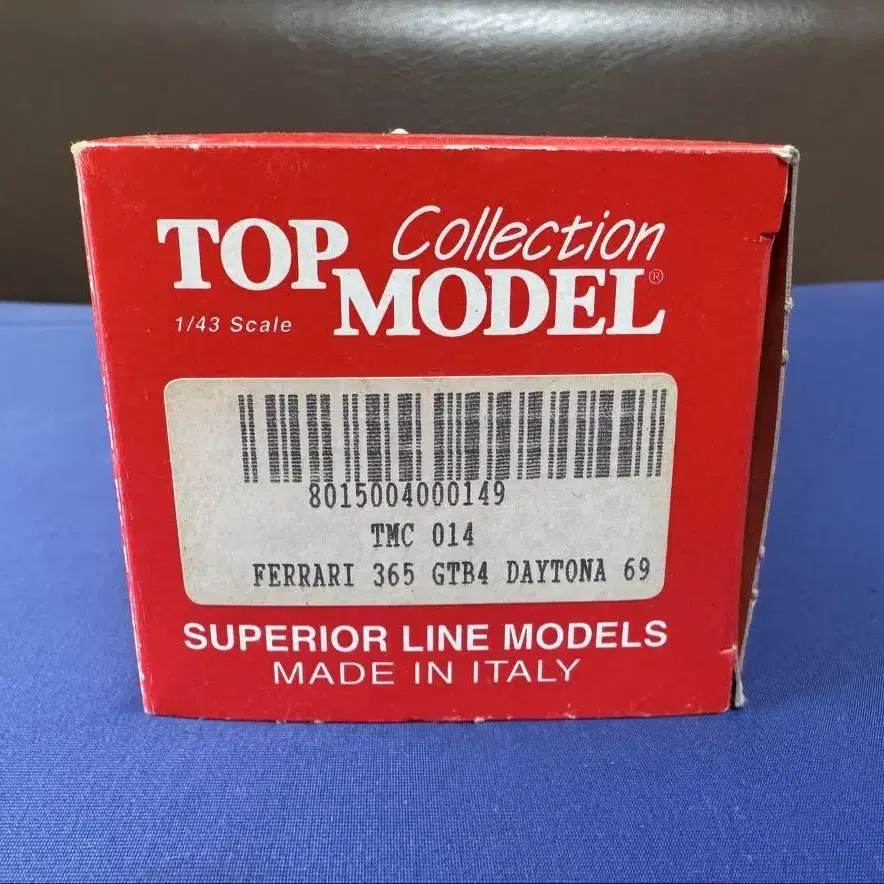 TOP Collection
MODEL®
1/43 Scale
8015004000149
TMC 014
FERRARI 365 GTB4 DAYTONA 69
SUPERIOR LINE MODELS
MADE IN ITALY